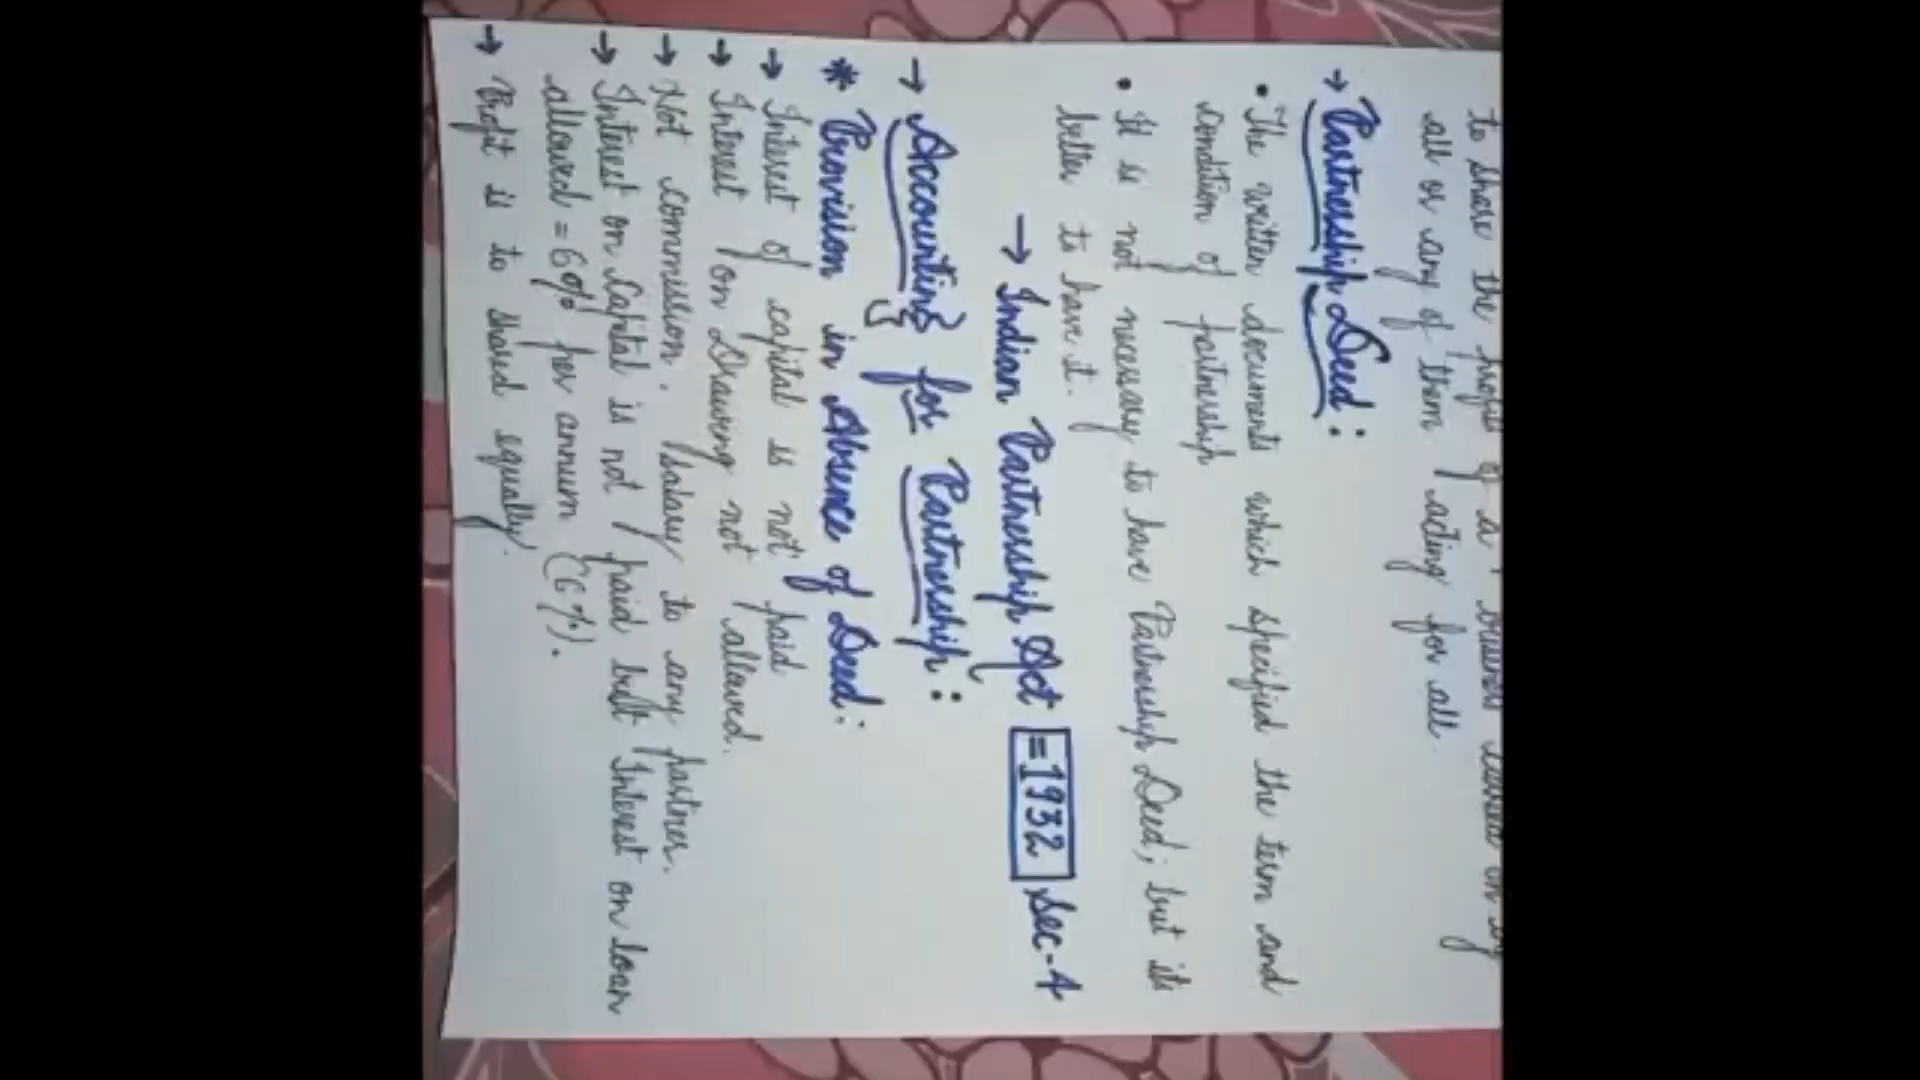 to share the profit of a
all or any of them acting for all.
→ Partnership Deed:
• The written documents which specified the term and
condition of partnership
• It is not necessary to have Partnership Deed; but its
better to have it.
→ Indian Partnership Act =1932 Sec-4
→ Accounting for Partnership:
* Provision in Absence of Deed:
→ Interest of capital is not paid
→ Interest on Drawing not allowed.
→ Not commission, Salary to any partner.
→ Interest on Capital is not paid but Interest on loan
allowed = 6% per annum (6%).
→ Profit is to shared equally.